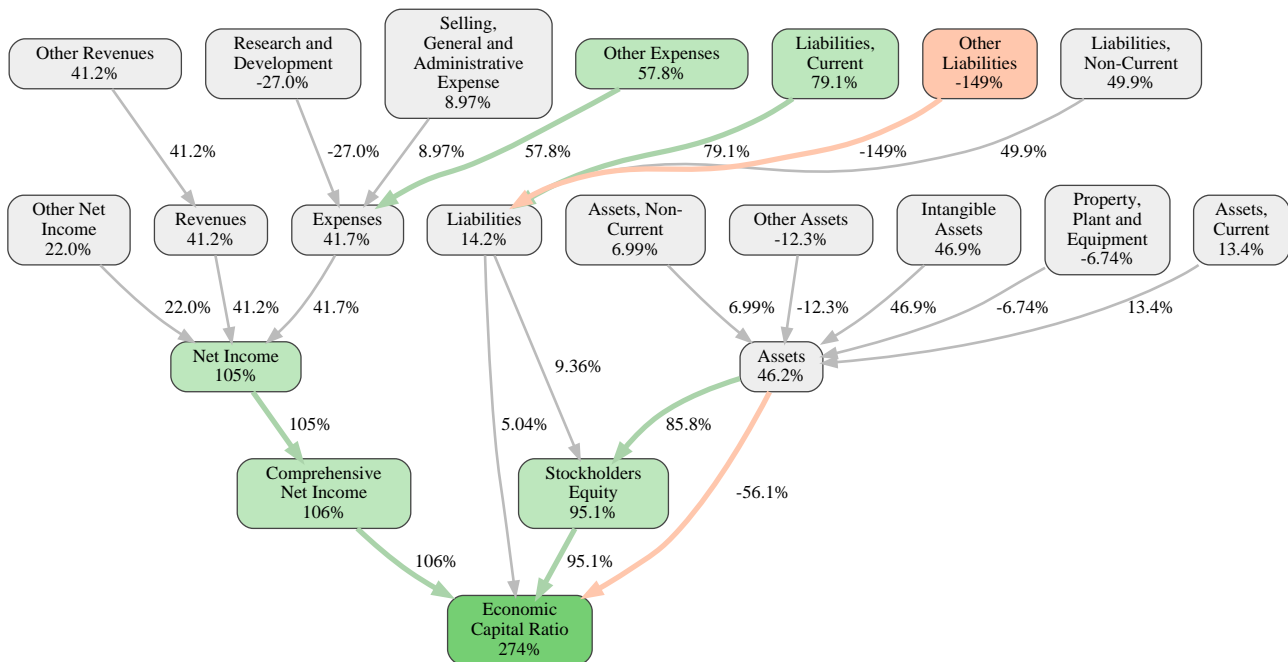 Other Revenues
41.2%
Research and
Development
-27.0%
Selling,
General and
Administrative
Expense
8.97%
Other Expenses
57.8%
Liabilities,
Current
79.1%
Other
Liabilities
-149%
Liabilities,
Non-Current
49.9%
41.2%
-27.0%
8.97%
57.8%
79.1%
-149%
49.9%
Other Net
Income
22.0%
Revenues
41.2%
Expenses
41.7%
Liabilities
14.2%
Assets, Non-
Current
6.99%
Other Assets
-12.3%
Intangible
Assets
46.9%
Property,
Plant and
Equipment
-6.74%
Assets,
Current
13.4%
22.0%
41.2%
41.7%
6.99%
-12.3%
46.9%
-6.74%
13.4%
Net Income
105%
9.36%
Assets
46.2%
105%
5.04%
85.8%
Comprehensive
Net Income
106%
Stockholders
Equity
95.1%
-56.1%
106%
95.1%
Economic
Capital Ratio
274%